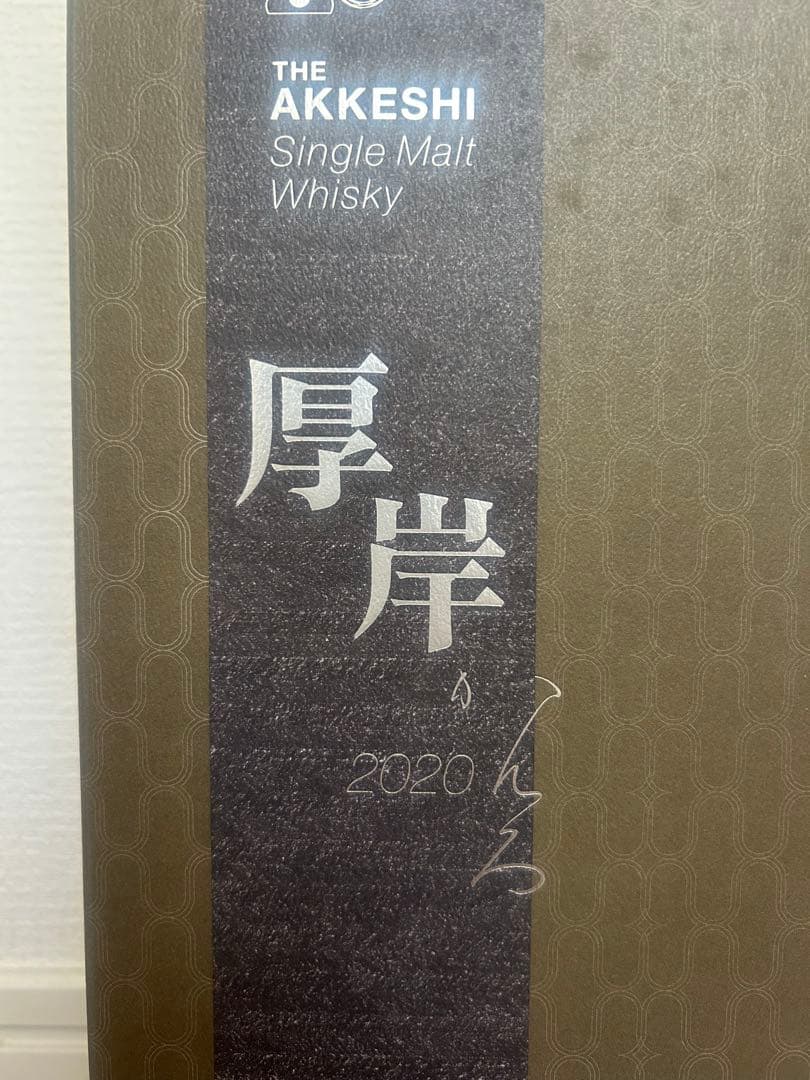 THE
AKKESHI
Single Malt
Whisky
厚岸
2020